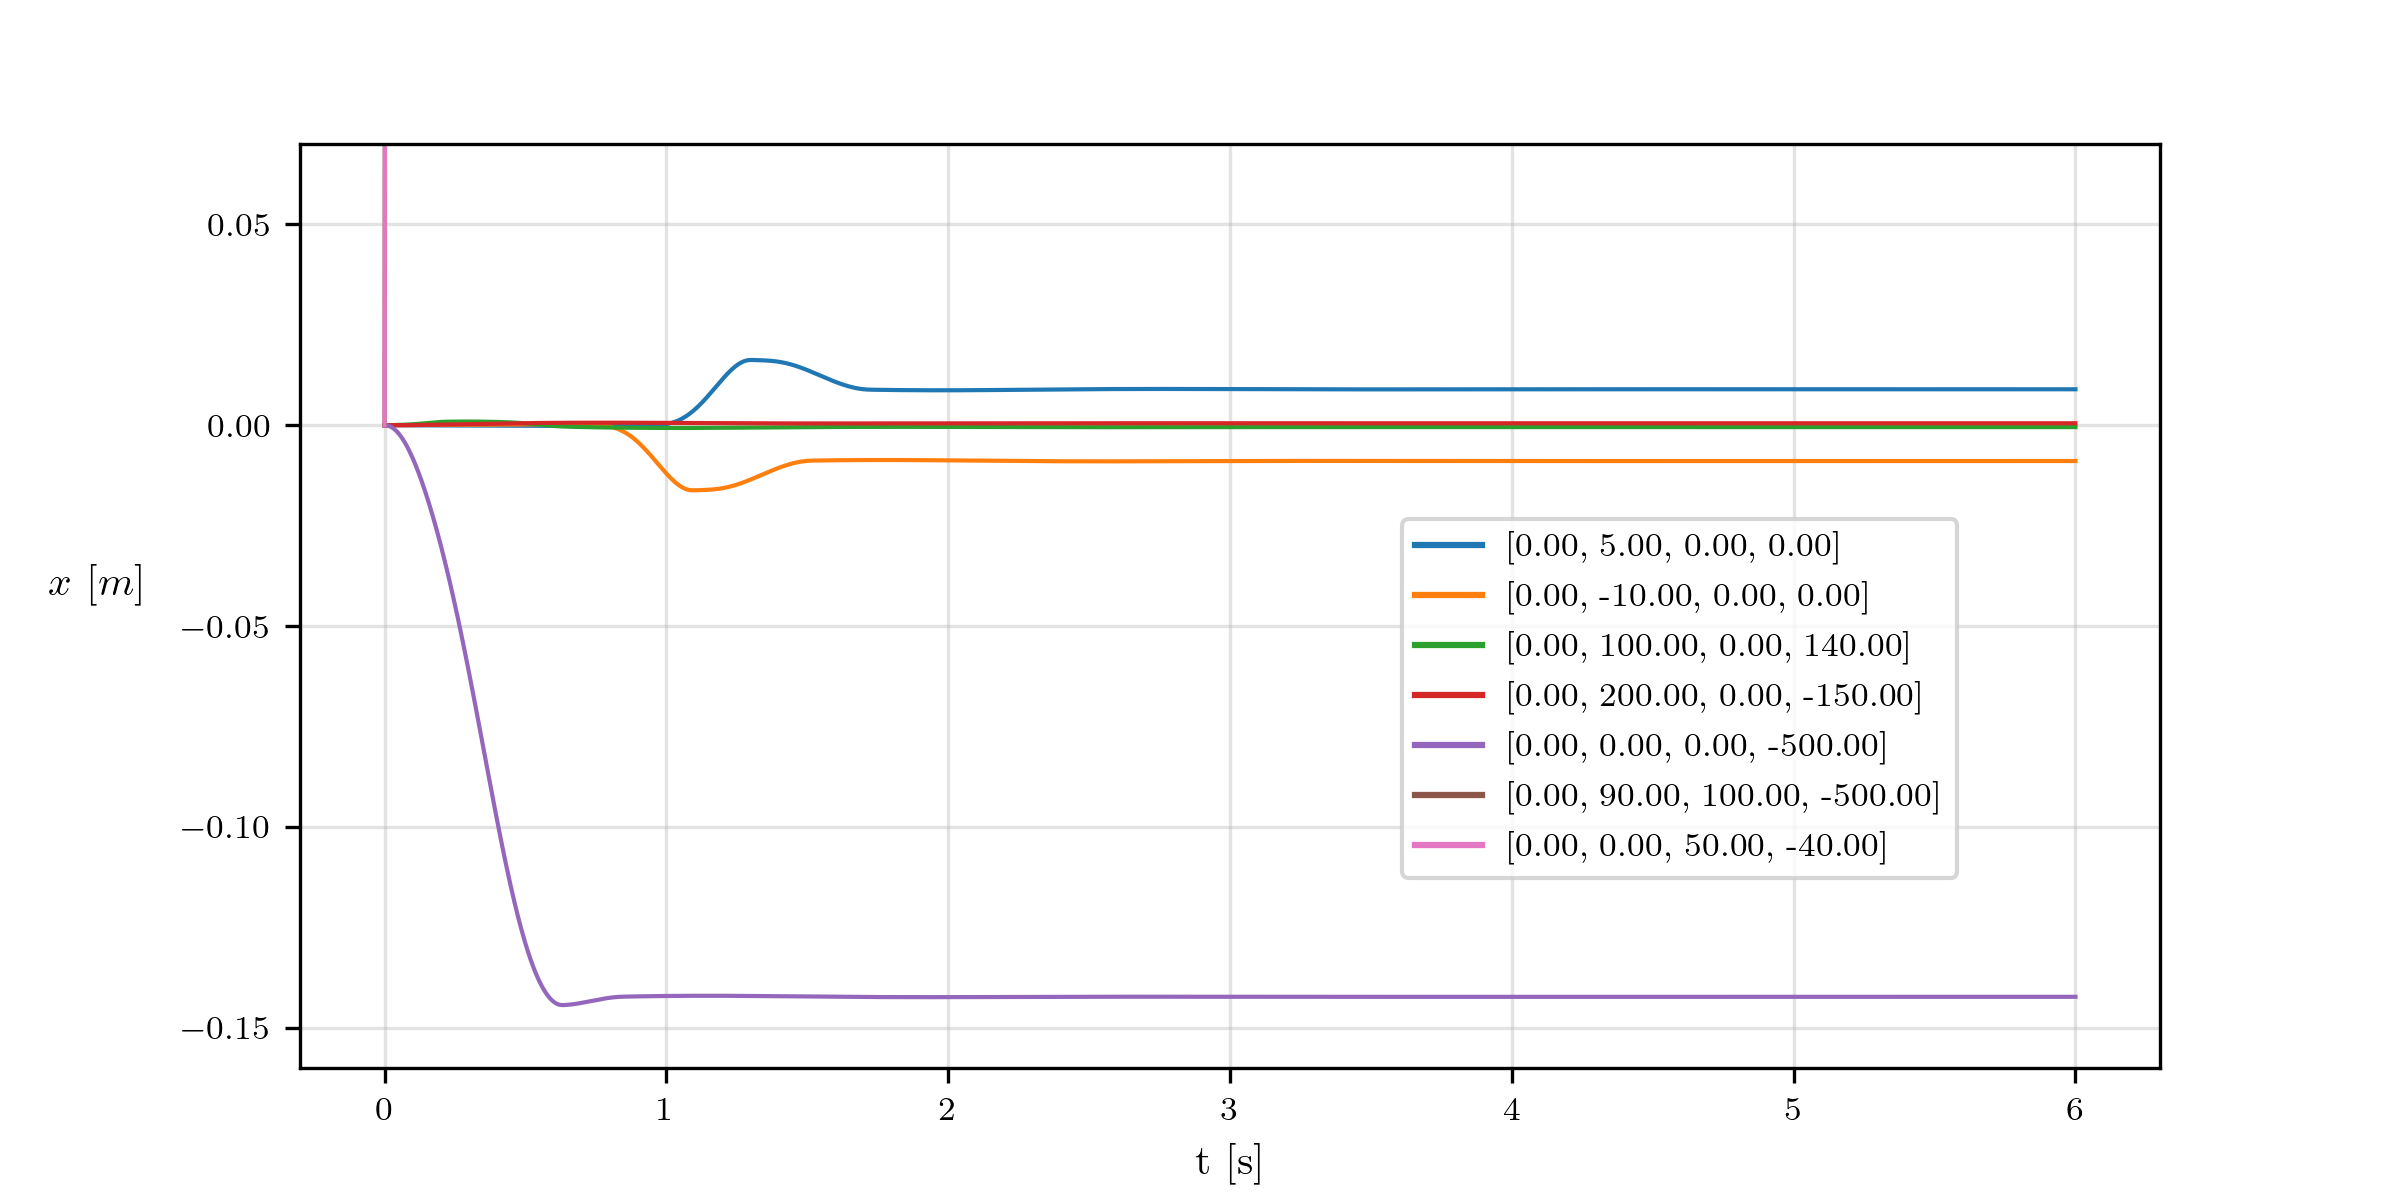 0.05
0.00
−0.05
−0.10
−0.15
x [m]
[0.00, 5.00, 0.00, 0.00]
[0.00, -10.00, 0.00, 0.00]
[0.00, 100.00, 0.00, 140.00]
[0.00, 200.00, 0.00, -150.00]
[0.00, 0.00, 0.00, -500.00]
[0.00, 90.00, 100.00, -500.00]
[0.00, 0.00, 50.00, -40.00]
0 1 2 3 4 5 6
t [s]